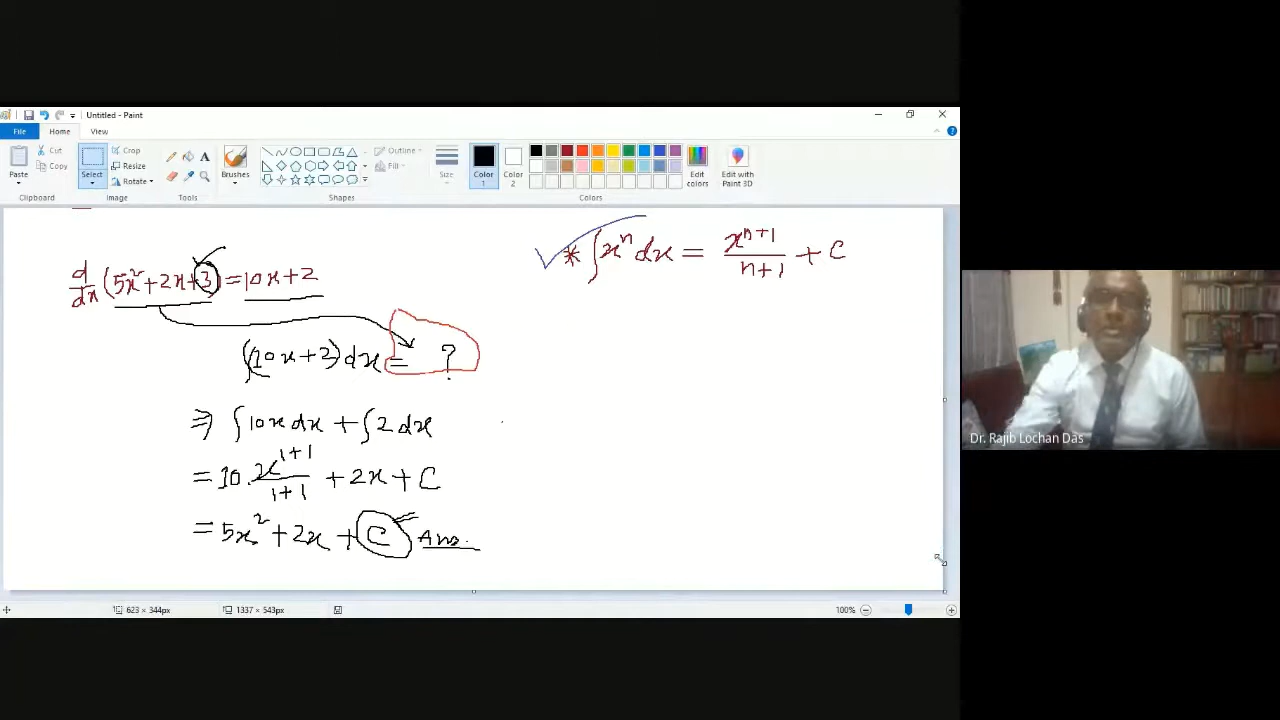 Untitled - Paint
File Home View
Paste Cut Copy Clipboard
Select Crop Resize Rotate Image
Tools
Brushes
Outline Fill Shapes
Size
Color 1 Color 2 Edit colors Edit with Paint 3D Colors
* ∫xⁿdx = xⁿ⁺¹/n+1 + C
d/dx (5x²+2x+3) = 10x+2
∫(10x+2)dx = ?
⇒ ∫10x dx + ∫2 dx
= 10.x¹⁺¹/1+1 + 2x + C
= 5x² + 2x + C Ans.
Dr. Rajib Lochan Das
623 × 344px 1337 × 543px 100%